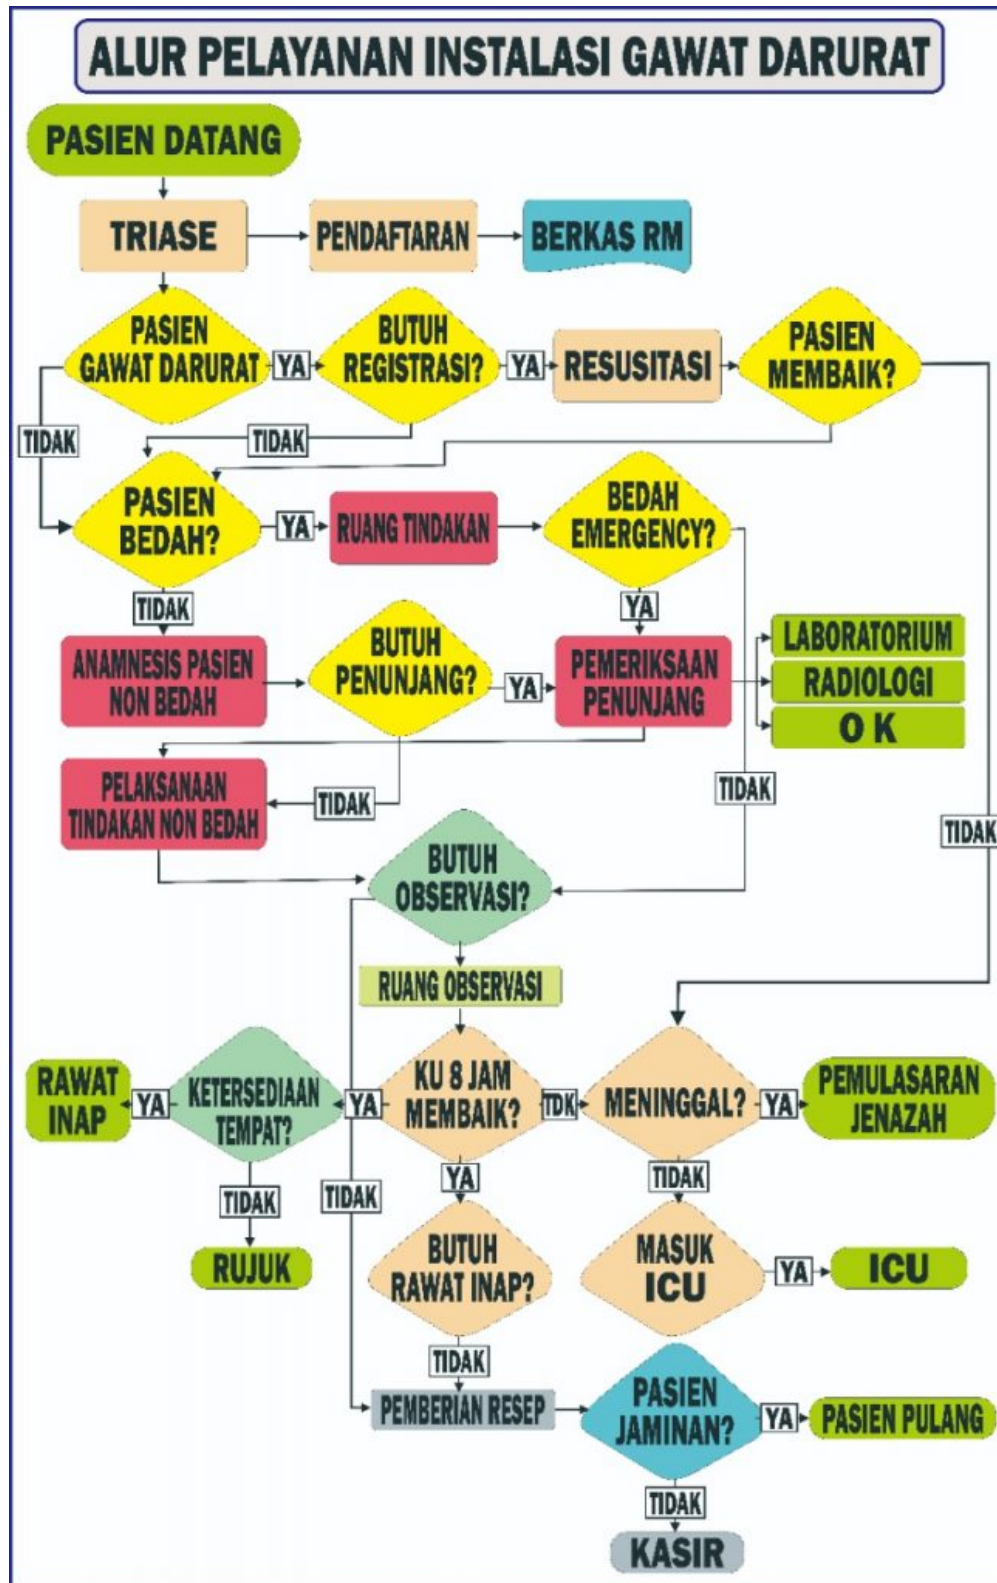 ALUR PELAYANAN INSTALASI GAWAT DARURAT
PASIEN DATANG
TRIASE
PENDAFTARAN
BERKAS RM
PASIEN
GAWAT DARURAT
YA
BUTUH
REGISTRASI?
YA
RESUSITASI
PASIEN
MEMBAIK?
TIDAK
TIDAK
PASIEN
BEDAH?
YA
RUANG TINDAKAN
BEDAH
EMERGENCY?
TIDAK
YA
ANAMNESIS PASIEN
NON BEDAH
BUTUH
PENUNJANG?
YA
PEMERIKSAAN
PENUNJANG
LABORATORIUM
RADIOLOGI
O K
PELAKSANAAN
TINDAKAN NON BEDAH
TIDAK
TIDAK
TIDAK
BUTUH
OBSERVASI?
RUANG OBSERVASI
RAWAT
INAP
YA
KETERSEDIAAN
TEMPAT?
YA
KU 8 JAM
MEMBAIK?
TDK
MENINGGAL?
YA
PEMULASARAN
JENAZAH
TIDAK
TIDAK
YA
TIDAK
RUJUK
BUTUH
RAWAT INAP?
MASUK
ICU
YA
ICU
TIDAK
PEMBERIAN RESEP
PASIEN
JAMINAN?
YA
PASIEN PULANG
TIDAK
KASIR